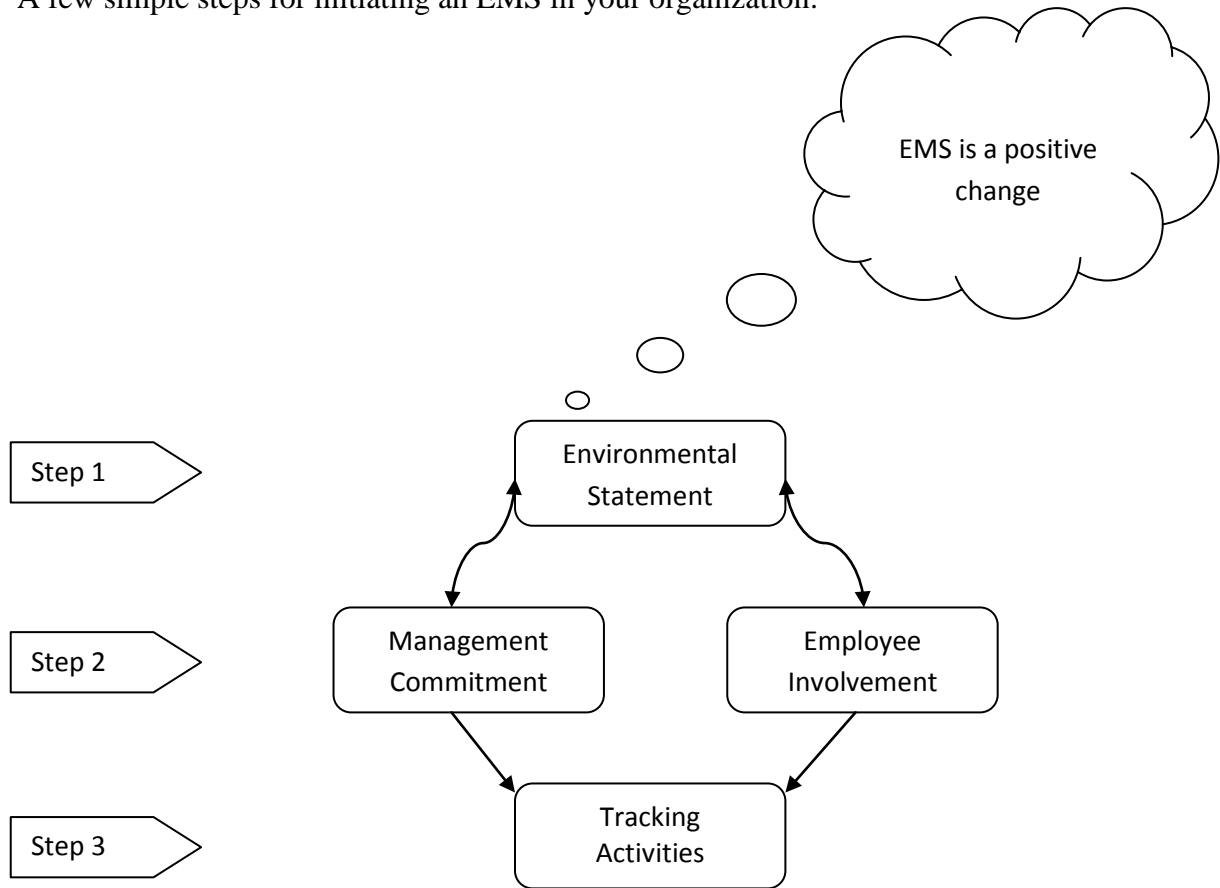 A few simple steps for initiating an EMS in your organization:
EMS is a positive
change
Step 1
Environmental
Statement
Step 2
Management
Commitment
Employee
Involvement
Step 3
Tracking
Activities